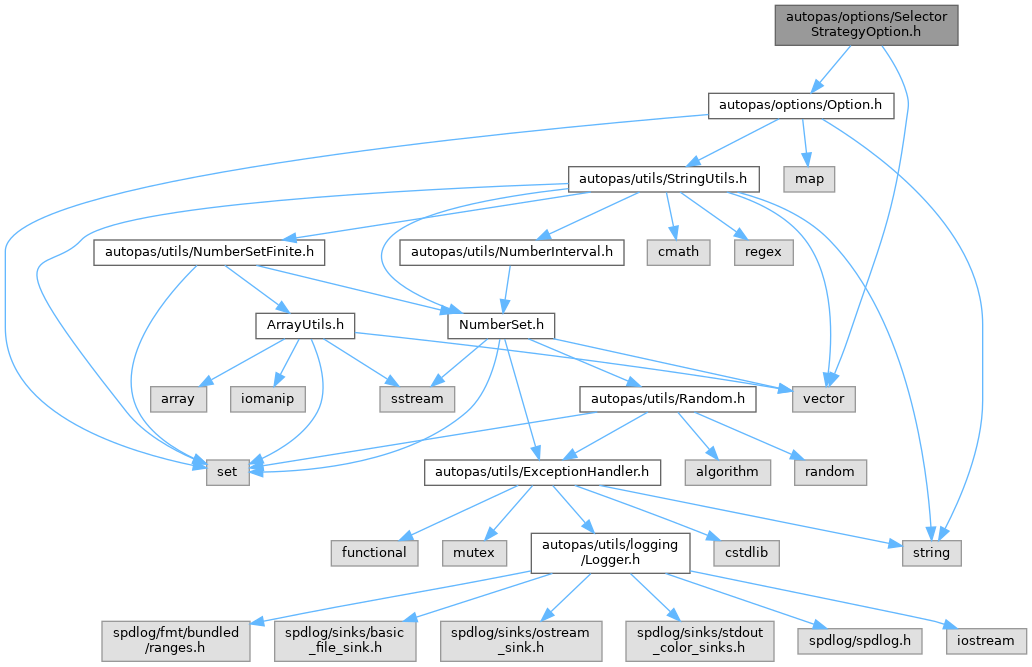 autopas/options/Selector
StrategyOption.h
autopas/options/Option.h
autopas/utils/StringUtils.h
map
autopas/utils/NumberSetFinite.h
autopas/utils/NumberInterval.h
cmath
regex
ArrayUtils.h
NumberSet.h
array
iomanip
sstream
autopas/utils/Random.h
vector
set
autopas/utils/ExceptionHandler.h
algorithm
random
functional
mutex
autopas/utils/logging
/Logger.h
cstdlib
string
spdlog/fmt/bundled
/ranges.h
spdlog/sinks/basic
_file_sink.h
spdlog/sinks/ostream
_sink.h
spdlog/sinks/stdout
_color_sinks.h
spdlog/spdlog.h
iostream